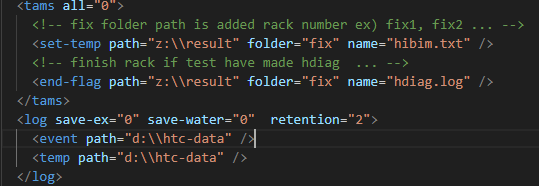 <tams all="0">
<!-- fix folder path is added rack number ex) fix1, fix2 ... -->
<set-temp path="z:\\result" folder="fix" name="hibim.txt" />
<!-- finish rack if test have made hdiag  ... -->
<end-flag path="z:\\result" folder="fix" name="hdiag.log" />
</tams>
<log save-ex="0" save-water="0"  retention="2">
<event path="d:\\htc-data" />
<temp path="d:\\htc-data" />
</log>